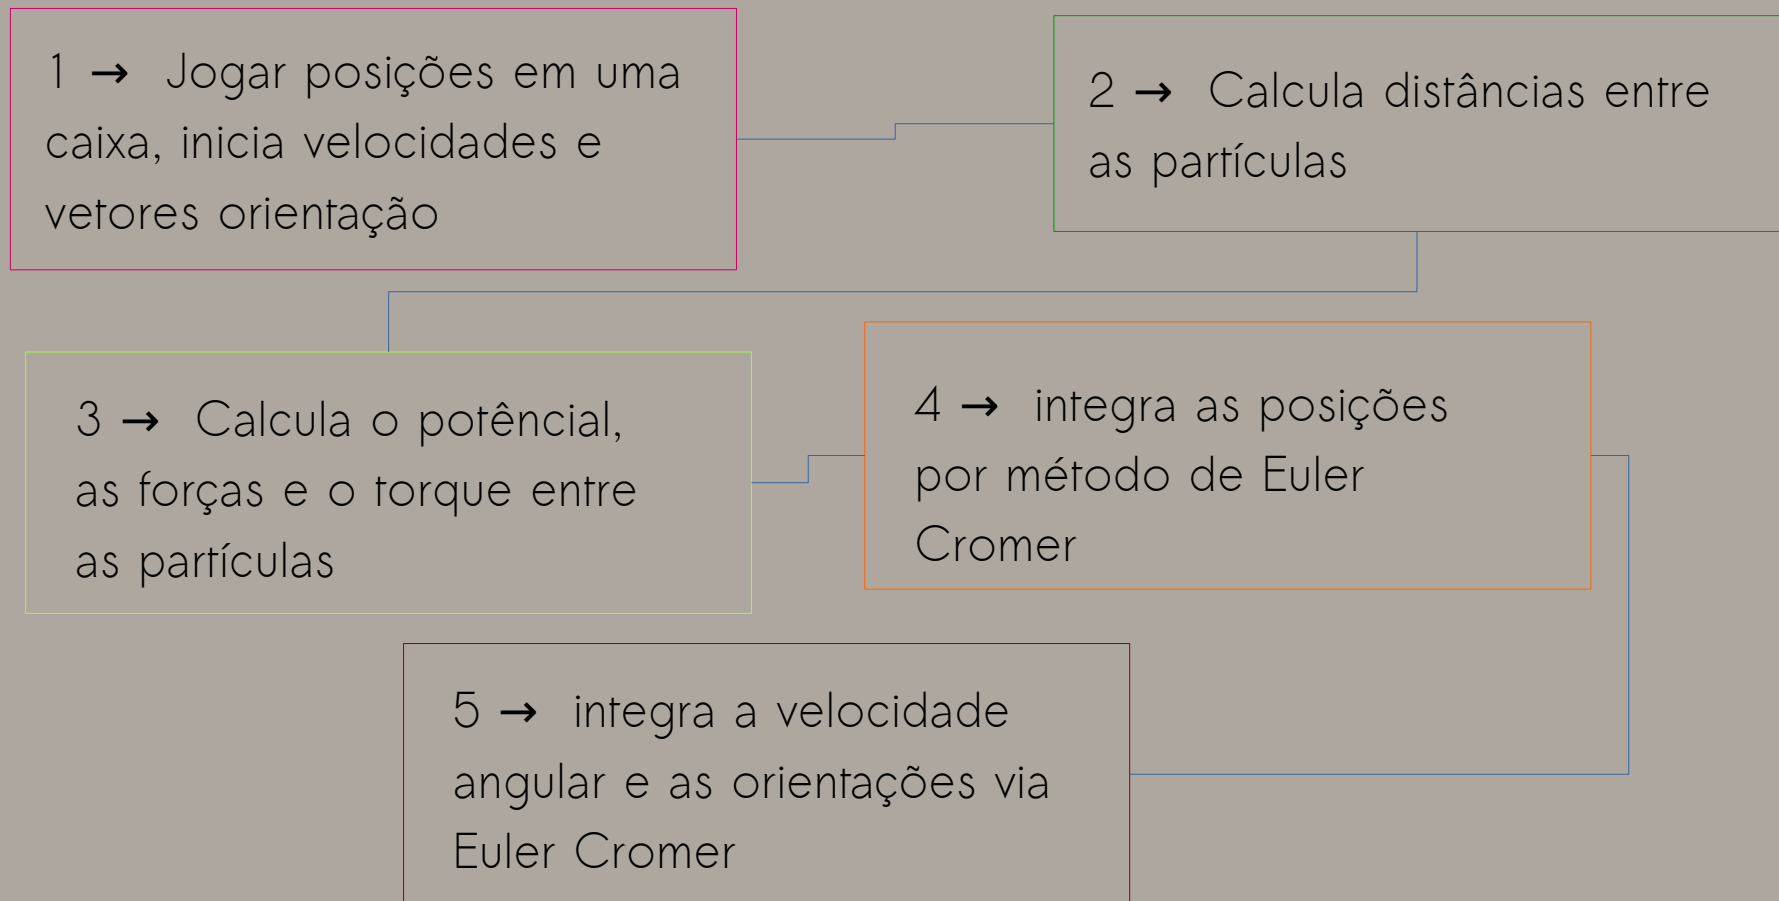 1 → Jogar posições em uma
caixa, inicia velocidades e
vetores orientação
2 → Calcula distâncias entre
as partículas
3 → Calcula o potêncial,
as forças e o torque entre
as partículas
4 → integra as posições
por método de Euler
Cromer
5 → integra a velocidade
angular e as orientações via
Euler Cromer